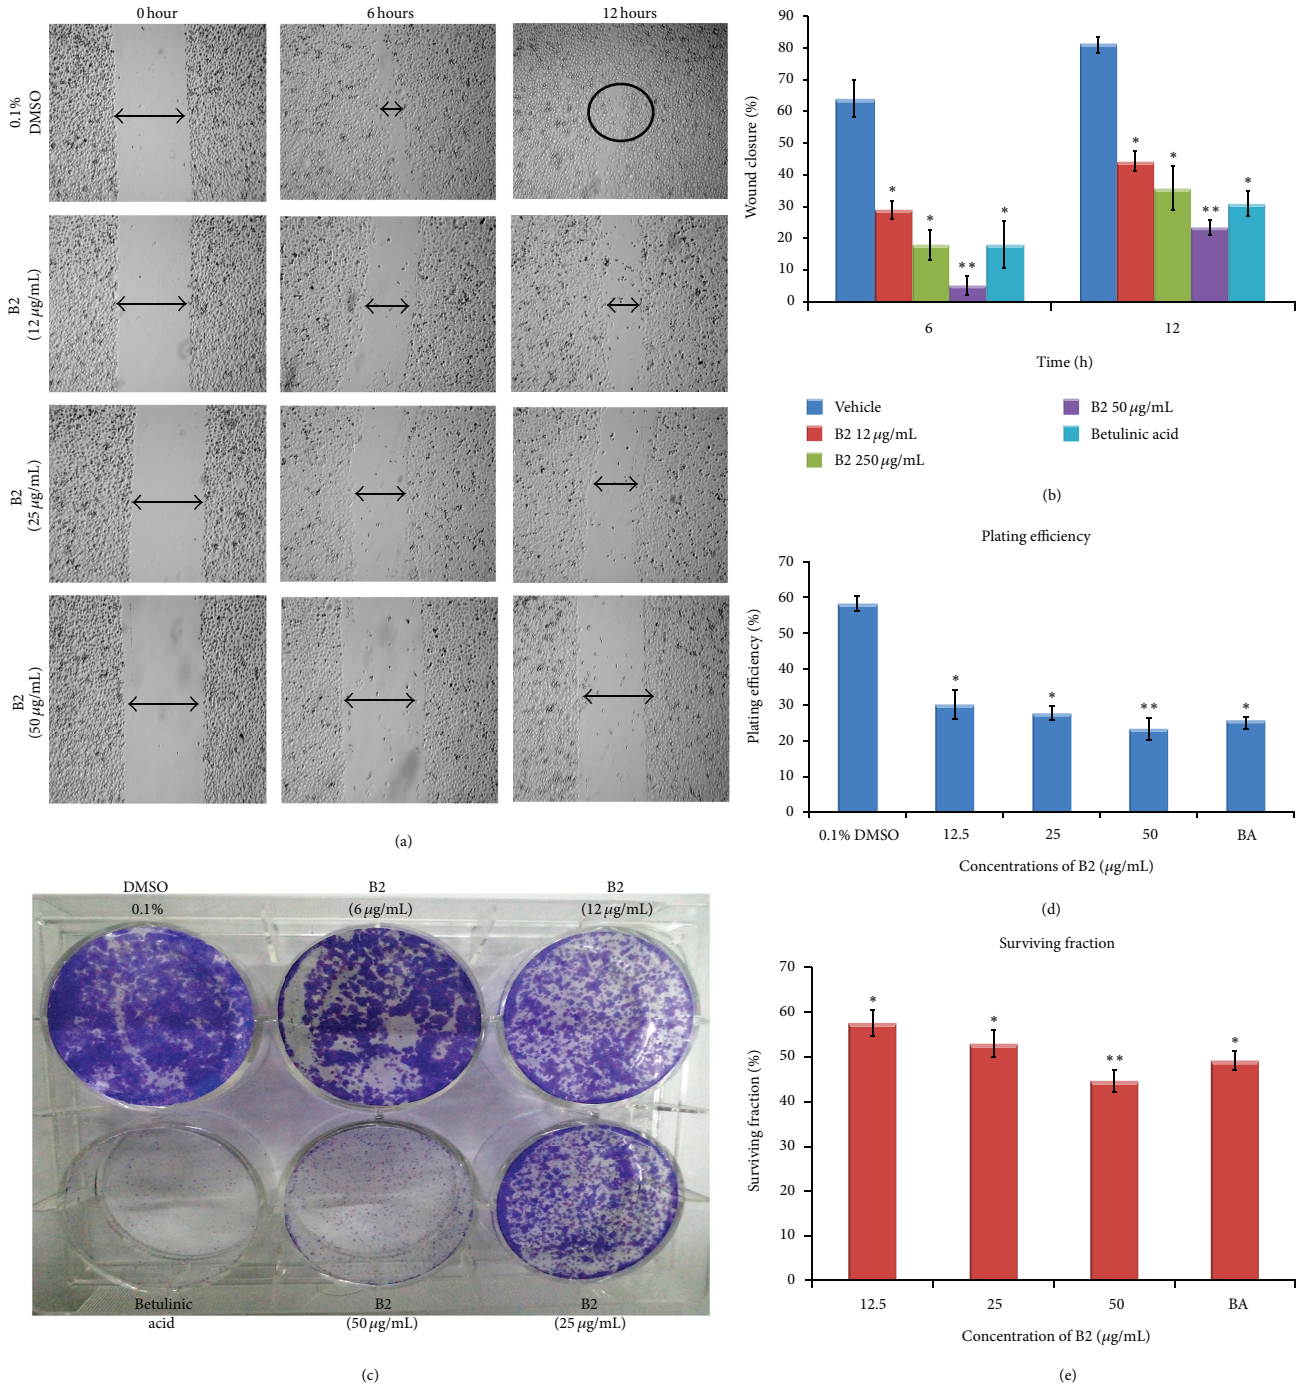 0 hour
6 hours
12 hours
0.1%
DMSO
B2
(12 μg/mL)
B2
(25 μg/mL)
B2
(50 μg/mL)
(a)
90
80
70
60
50
40
30
20
10
0
Wound closure (%)
*
*
* *
*
*
*
* *
*
6
12
Time (h)
Vehicle
B2 12 μg/mL
B2 250 μg/mL
B2 50 μg/mL
Betulinic acid
(b)
DMSO
0.1%
B2
(6 μg/mL)
B2
(12 μg/mL)
Betulinic
acid
B2
(50 μg/mL)
B2
(25 μg/mL)
(c)
Plating efficiency
70
60
50
40
30
20
10
0
Plating efficiency (%)
*
*
* *
*
0.1% DMSO
12.5
25
50
BA
Concentrations of B2 (μg/mL)
(d)
Surviving fraction
70
60
50
40
30
20
10
0
Surviving fraction (%)
*
*
* *
*
12.5
25
50
BA
Concentration of B2 (μg/mL)
(e)